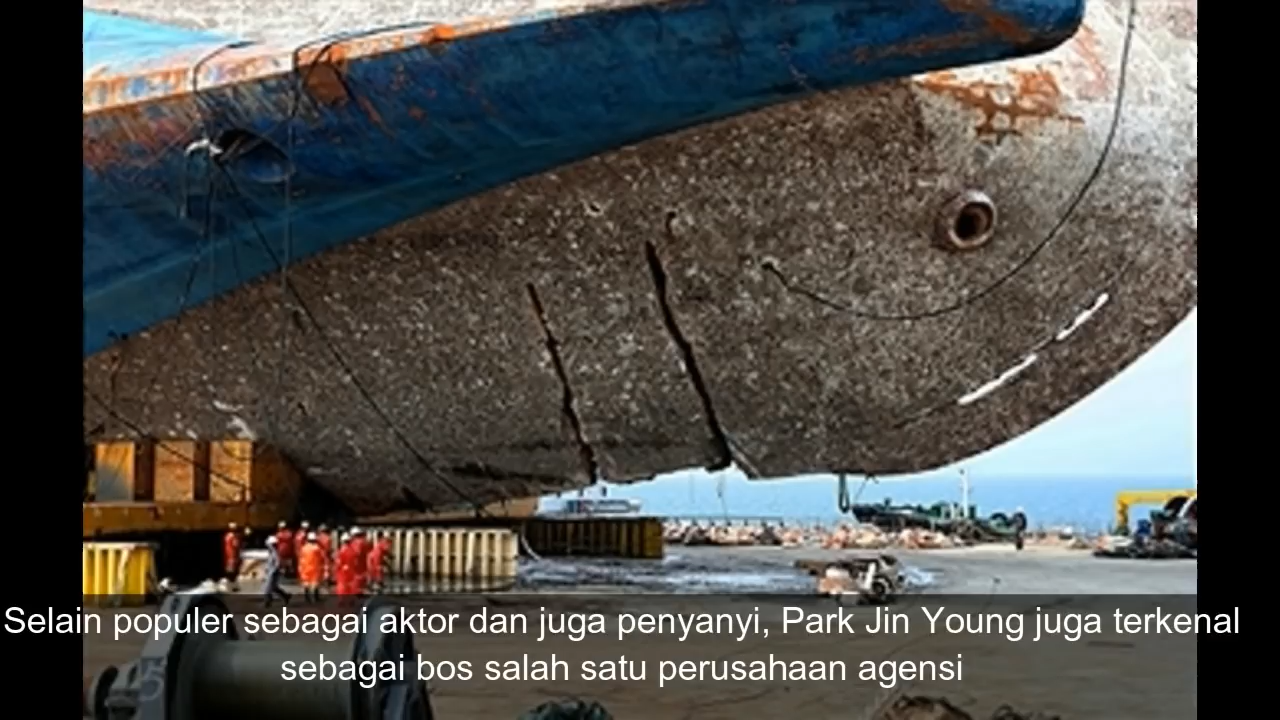 Selain populer sebagai aktor dan juga penyanyi, Park Jin Young juga terkenal
sebagai bos salah satu perusahaan agensi